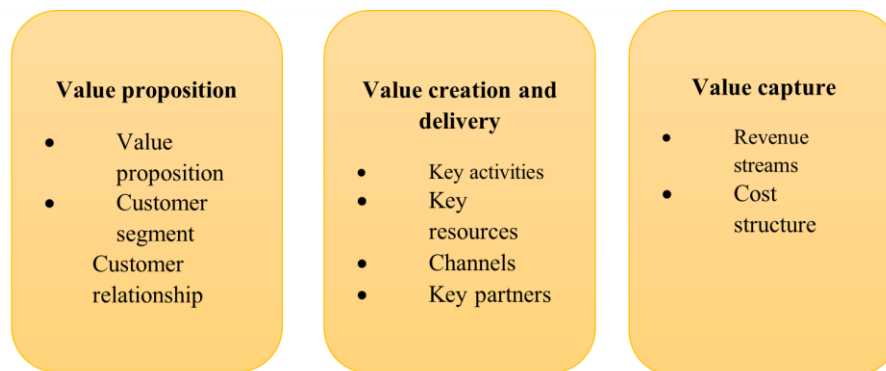 Value proposition
• Value
proposition
• Customer
segment
Customer
relationship
Value creation and
delivery
• Key activities
• Key
resources
• Channels
• Key partners
Value capture
• Revenue
streams
• Cost
structure